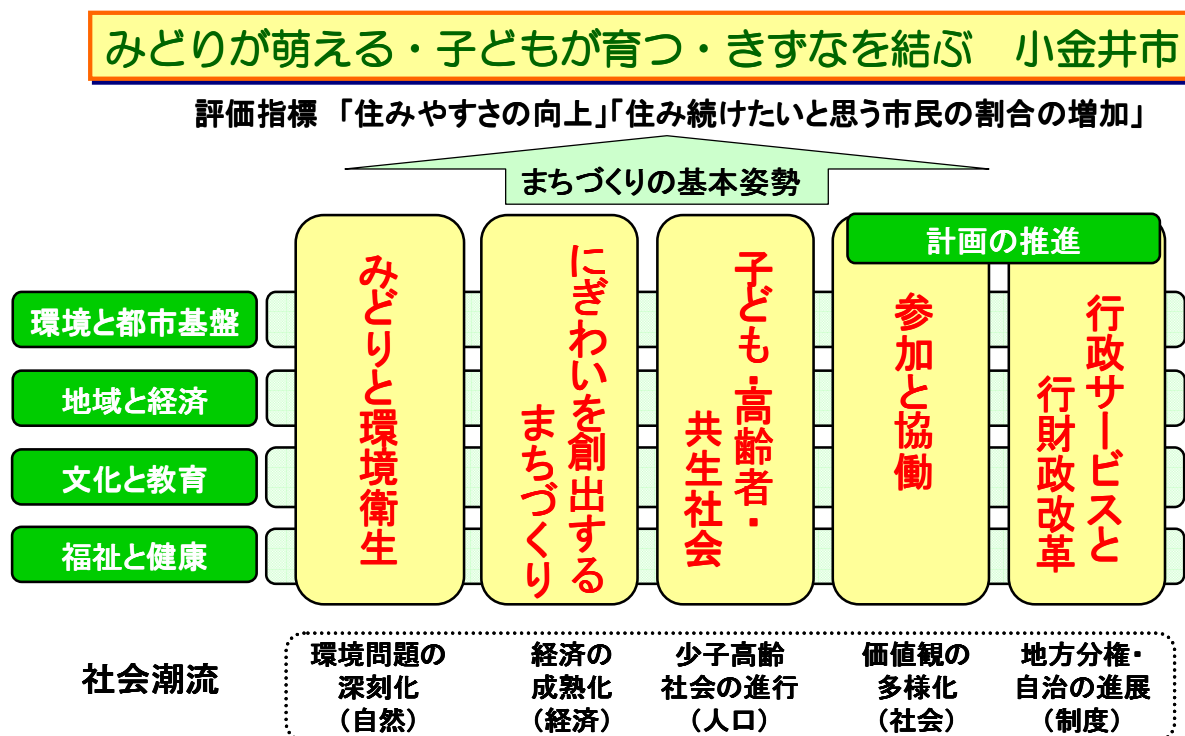 みどりが萌える・子どもが育つ・きずなを結ぶ　小金井市
評価指標 「住みやすさの向上」「住み続けたいと思う市民の割合の増加」
まちづくりの基本姿勢
計画の推進
環境と都市基盤
地域と経済
文化と教育
福祉と健康
みどりと環境衛生
にぎわいを創出する
まちづくり
子ども・高齢者・
共生社会
参加と協働
行政サービスと
行財政改革
社会潮流
環境問題の
深刻化
（自然）
経済の
成熟化
（経済）
少子高齢
社会の進行
（人口）
価値観の
多様化
（社会）
地方分権・
自治の進展
（制度）